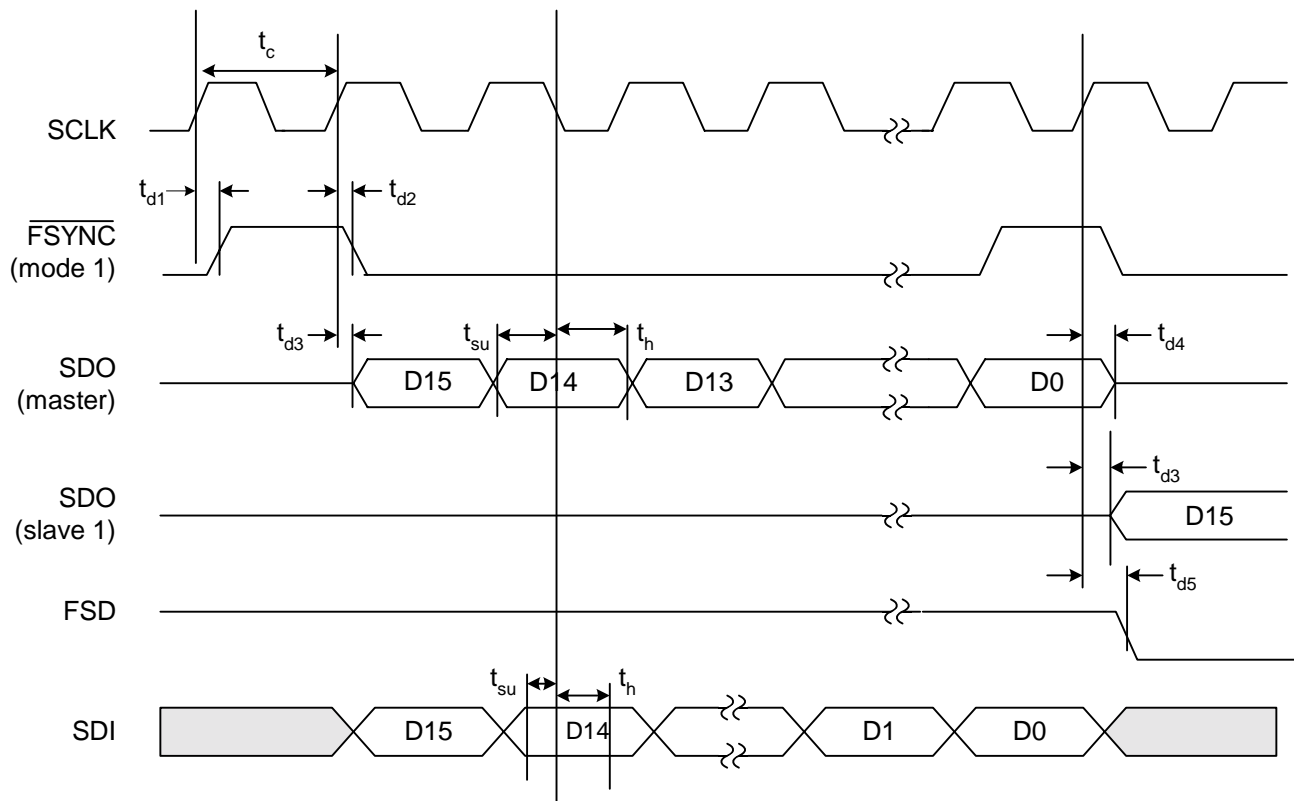 t_c
SCLK
t_d1
t_d2
FSYNC
(mode 1)
t_d3
t_su
t_h
t_d4
SDO
(master)
D15
D14
D13
D0
t_d3
SDO
(slave 1)
D15
t_d5
FSD
t_su
t_h
SDI
D15
D14
D1
D0